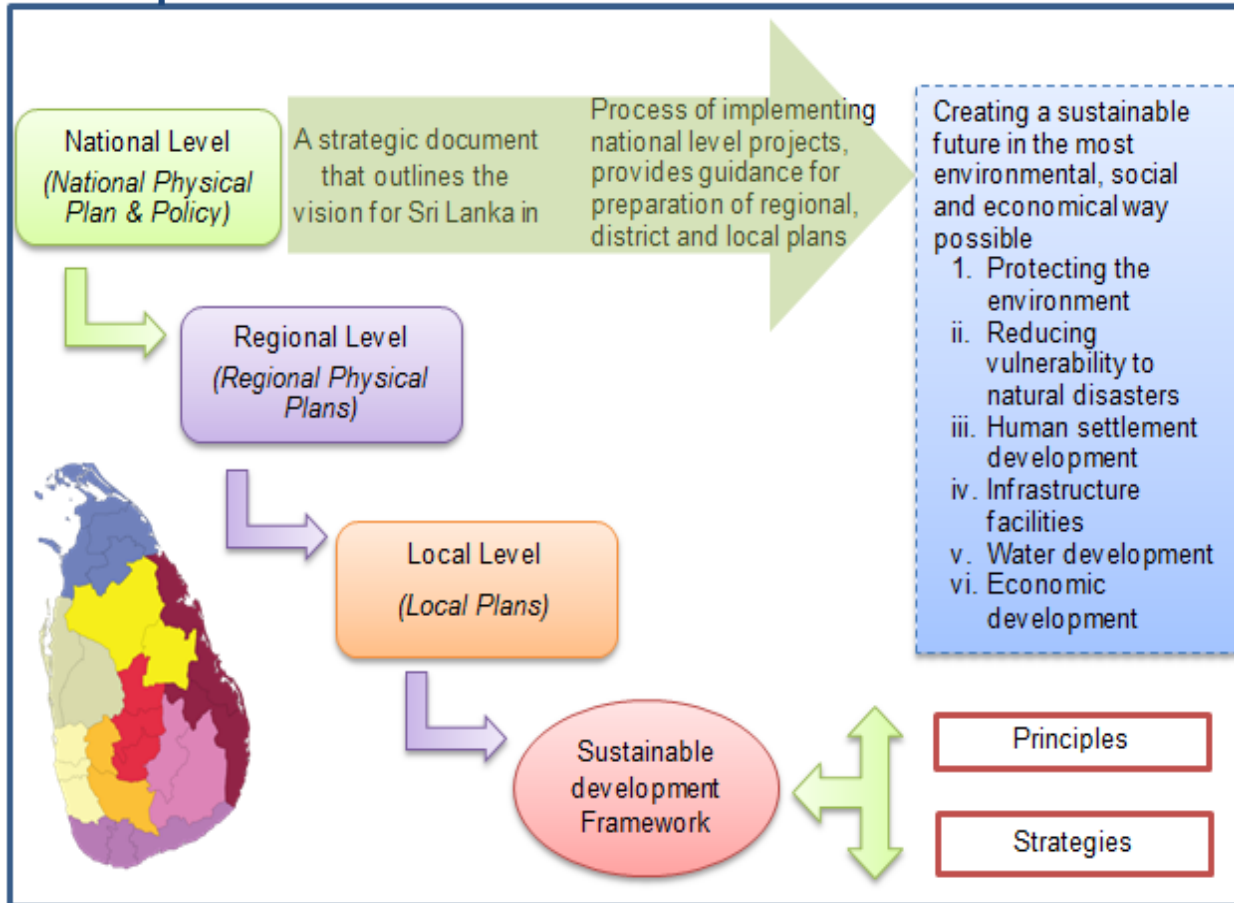 National Level
(National Physical
Plan & Policy)
A strategic document
that outlines the
vision for Sri Lanka in
Process of implementing
national level projects,
provides guidance for
preparation of regional,
district and local plans
Creating a sustainable
future in the most
environmental, social
and economical way
possible
1. Protecting the
environment
ii. Reducing
vulnerability to
natural disasters
iii. Human settlement
development
iv. Infrastructure
facilities
v. Water development
vi. Economic
development
Regional Level
(Regional Physical
Plans)
Local Level
(Local Plans)
Sustainable
development
Framework
Principles
Strategies